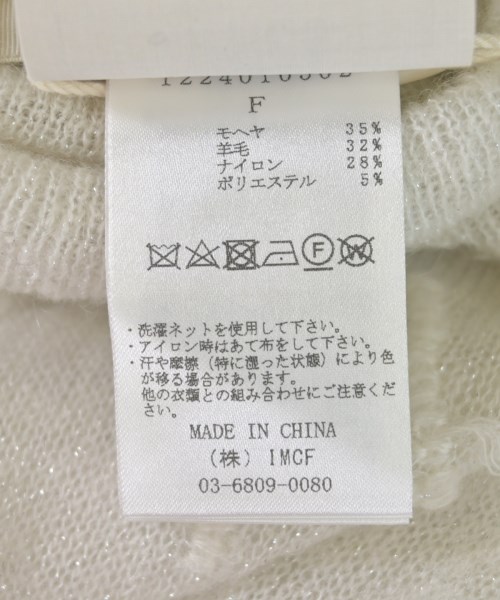 F
モヘヤ 35%
羊毛 32%
ナイロン 28%
ポリエステル 5%
F W
・洗濯ネットを使用して下さい。
・アイロン時はあて布をして下さい。
・汗や摩擦（特に湿った状態）により色
が移る場合があります。
他の衣類との組み合わせにご注意くだ
さい。
MADE IN CHINA
（株）IMCF
03-6809-0080